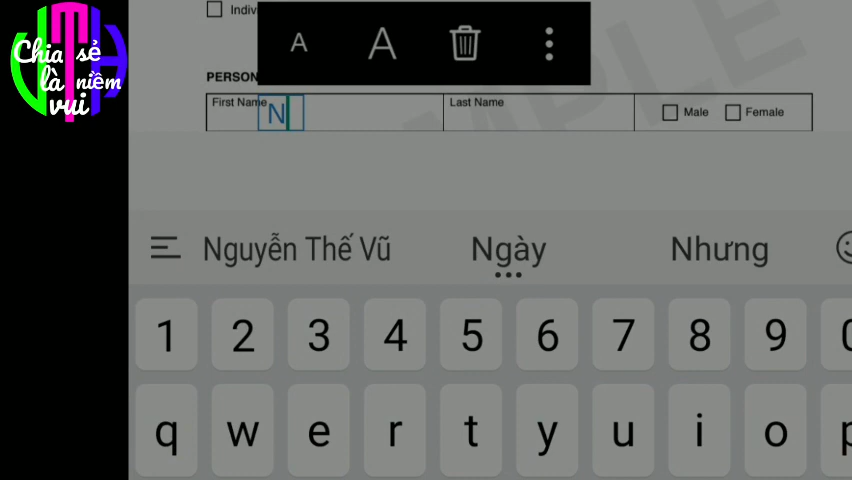 Chia sẻ
là niềm
vui
A A
PERSON
First Name
N
Last Name
Male
Female
Nguyễn Thế Vũ
Ngày
Nhưng
1 2 3 4 5 6 7 8 9 0
q w e r t y u i o p